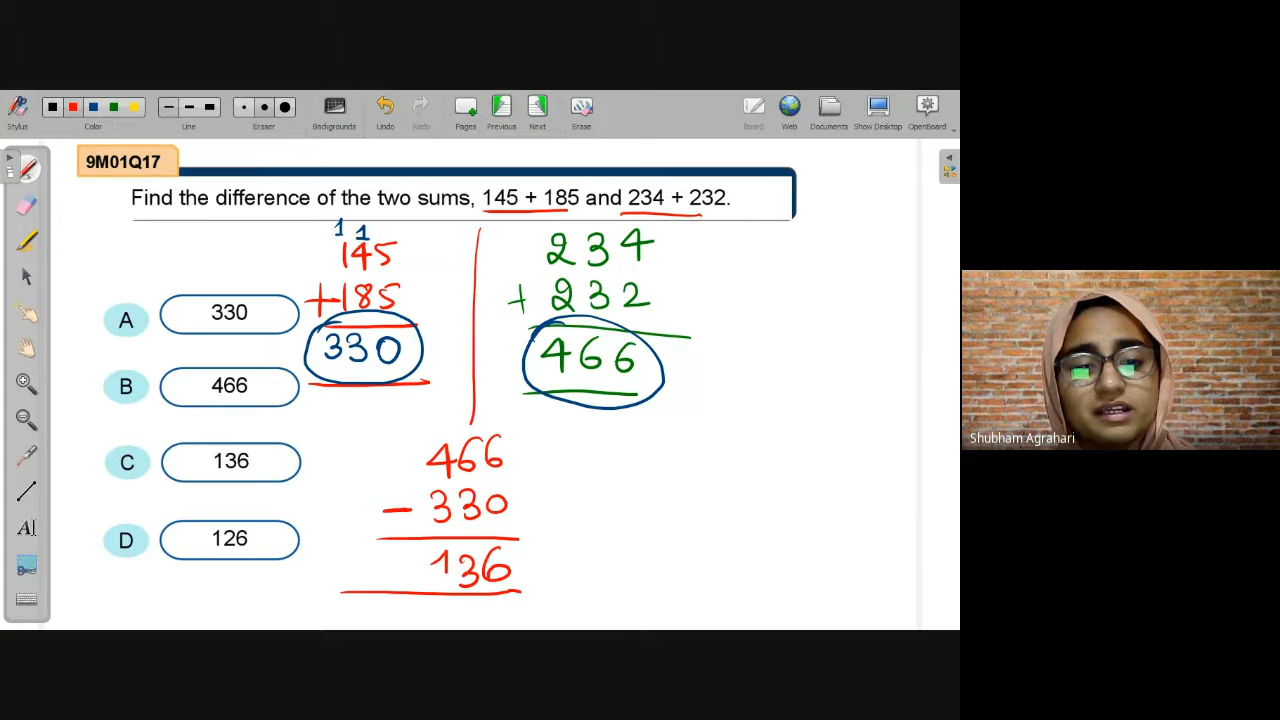 Stylus
Color
Line
Eraser
Backgrounds
Undo
Redo
Pages
Previous
Next
Erase
Board
Web
Documents
Show Desktop
OpenBoard
9M01Q17
Find the difference of the two sums, 145 + 185 and 234 + 232.
1 1
145
+185
330
234
+ 232
466
A 330
B 466
C 136
D 126
466
- 330
136
AI
Shubham Agrahari